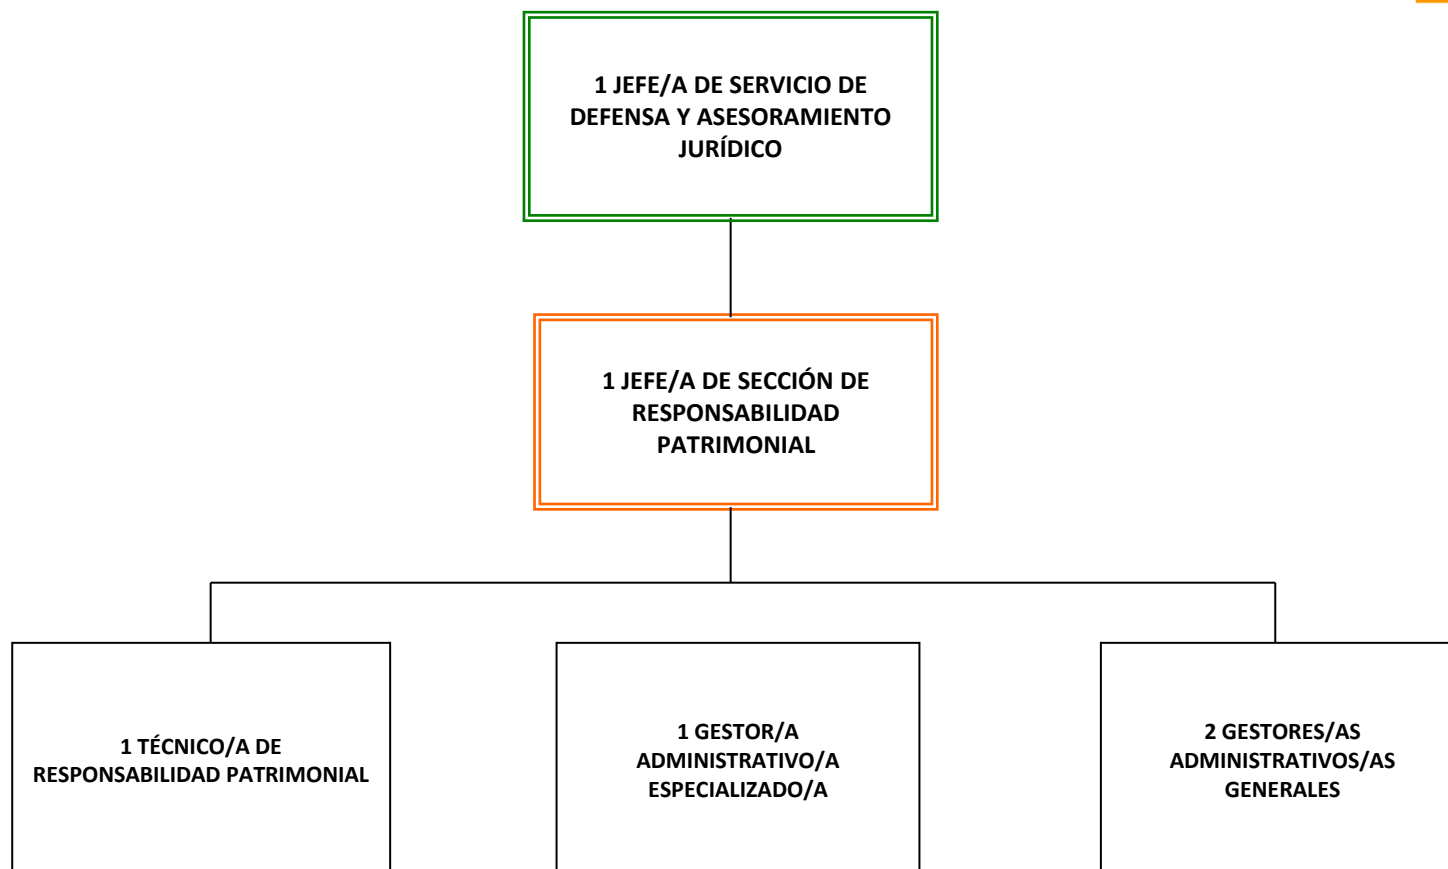 1 JEFE/A DE SERVICIO DE
DEFENSA Y ASESORAMIENTO
JURÍDICO
1 JEFE/A DE SECCIÓN DE
RESPONSABILIDAD
PATRIMONIAL
1 TÉCNICO/A DE
RESPONSABILIDAD PATRIMONIAL
1 GESTOR/A
ADMINISTRATIVO/A
ESPECIALIZADO/A
2 GESTORES/AS
ADMINISTRATIVOS/AS
GENERALES